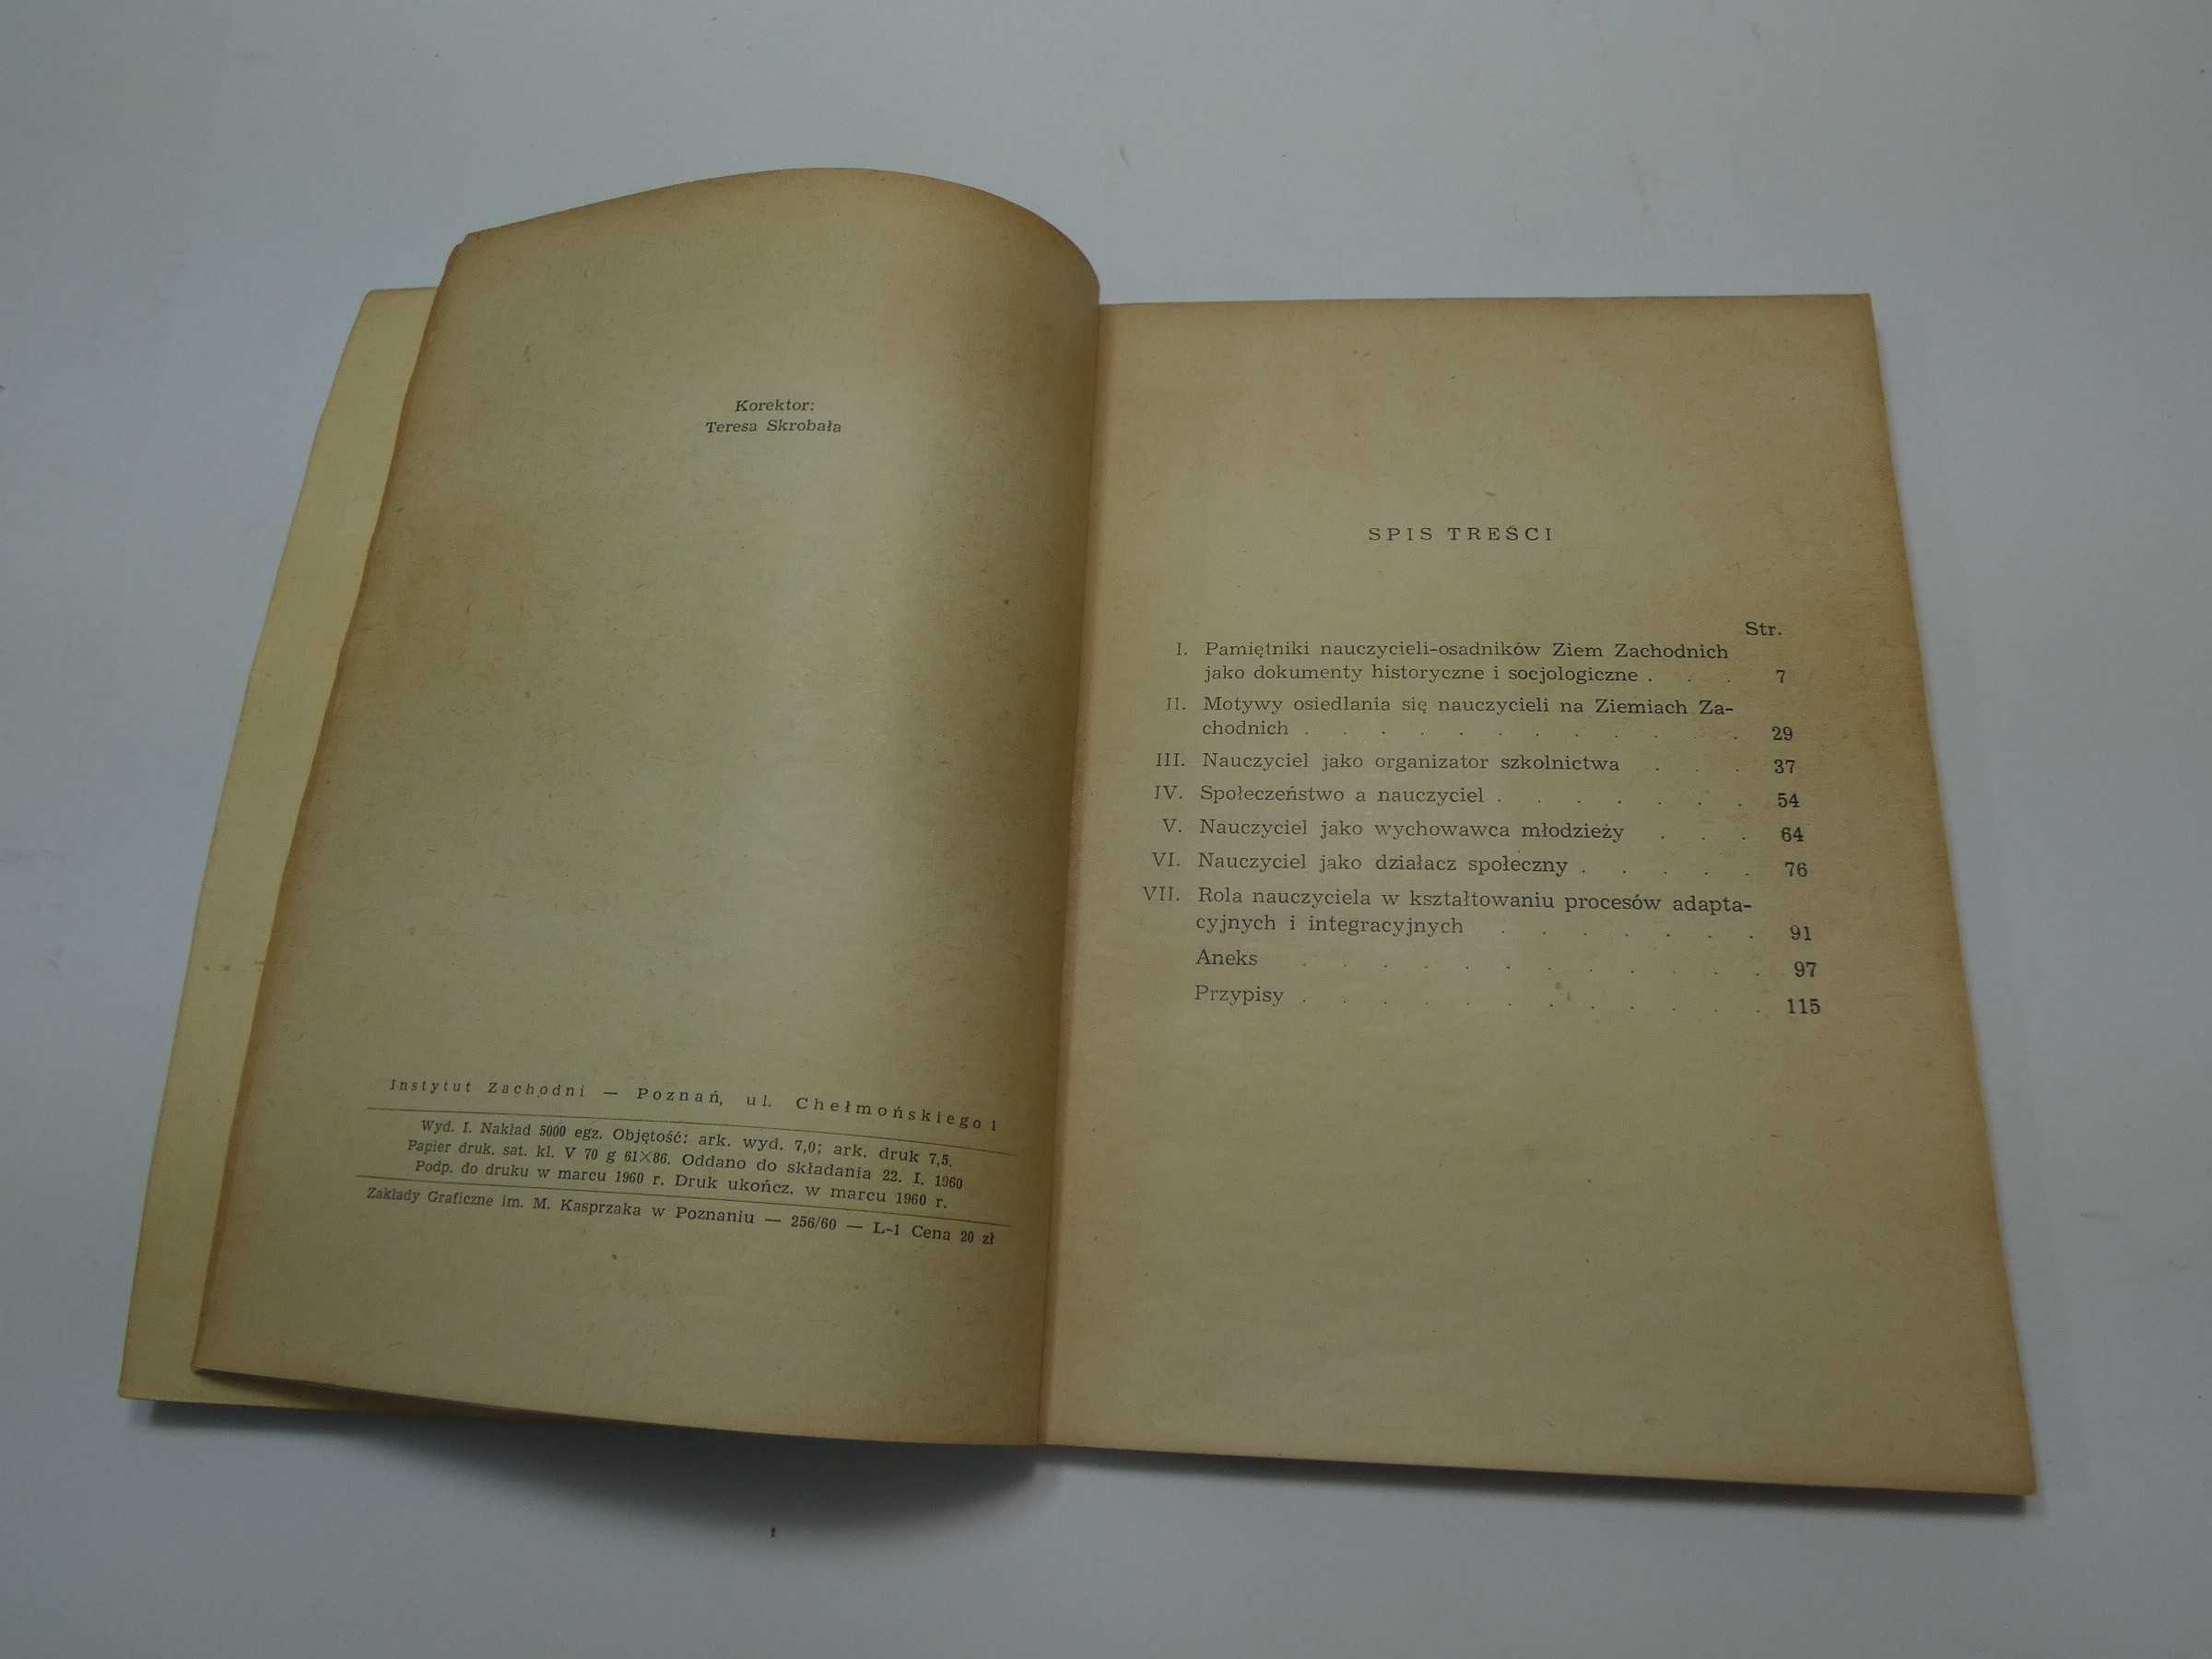 Korektor:
Teresa Skrobała
Instytut Zachodni — Poznań, ul. Chełmońskiego 1
Wyd. I. Nakład 5000 egz. Objętość: ark. wyd. 7,0; ark. druk 7,5.
Papier druk. sat. kl. V 70 g 61×86. Oddano do składania 22. I. 1960
Podp. do druku w marcu 1960 r. Druk ukończ. w marcu 1960 r.
Zakłady Graficzne im. M. Kasprzaka w Poznaniu — 256/60 — L-1 Cena 20 zł
SPIS TREŚCI
Str.
I. Pamiętniki nauczycieli-osadników Ziem Zachodnich
jako dokumenty historyczne i socjologiczne . . . 7
II. Motywy osiedlania się nauczycieli na Ziemiach Za-
chodnich . . . . . . . . . . . . 29
III. Nauczyciel jako organizator szkolnictwa . . . 37
IV. Społeczeństwo a nauczyciel . . . . . . . 54
V. Nauczyciel jako wychowawca młodzieży . . . 64
VI. Nauczyciel jako działacz społeczny . . . . . 76
VII. Rola nauczyciela w kształtowaniu procesów adapta-
cyjnych i integracyjnych . . . . . . . 91
Aneks . . . . . . . . . . . . 97
Przypisy . . . . . . . . . . . . 115